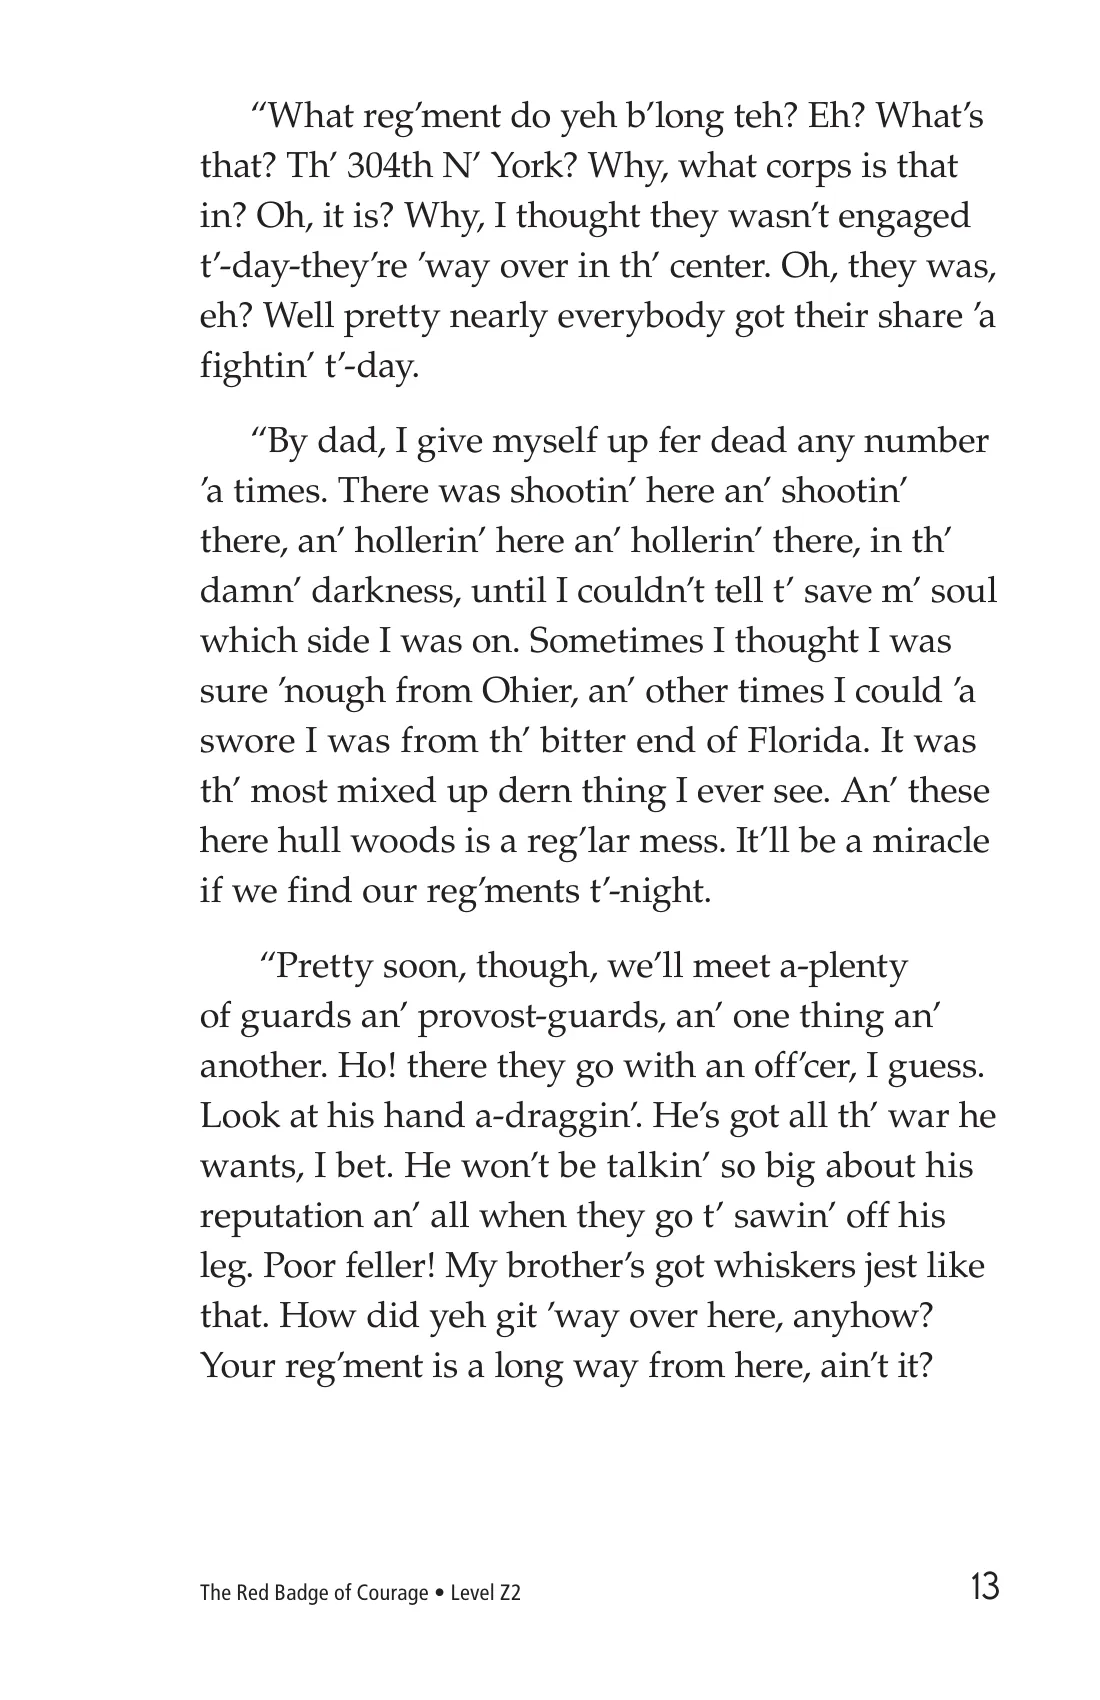 “What reg’ment do yeh b’long teh? Eh? What’s
that? Th’ 304th N’ York? Why, what corps is that
in? Oh, it is? Why, I thought they wasn’t engaged
t’-day-they’re ’way over in th’ center. Oh, they was,
eh? Well pretty nearly everybody got their share ’a
fightin’ t’-day.
“By dad, I give myself up fer dead any number
’a times. There was shootin’ here an’ shootin’
there, an’ hollerin’ here an’ hollerin’ there, in th’
damn’ darkness, until I couldn’t tell t’ save m’ soul
which side I was on. Sometimes I thought I was
sure ’nough from Ohier, an’ other times I could ’a
swore I was from th’ bitter end of Florida. It was
th’ most mixed up dern thing I ever see. An’ these
here hull woods is a reg’lar mess. It’ll be a miracle
if we find our reg’ments t’-night.
“Pretty soon, though, we’ll meet a-plenty
of guards an’ provost-guards, an’ one thing an’
another. Ho! there they go with an off’cer, I guess.
Look at his hand a-draggin’. He’s got all th’ war he
wants, I bet. He won’t be talkin’ so big about his
reputation an’ all when they go t’ sawin’ off his
leg. Poor feller! My brother’s got whiskers jest like
that. How did yeh git ’way over here, anyhow?
Your reg’ment is a long way from here, ain’t it?
The Red Badge of Courage • Level Z2
13